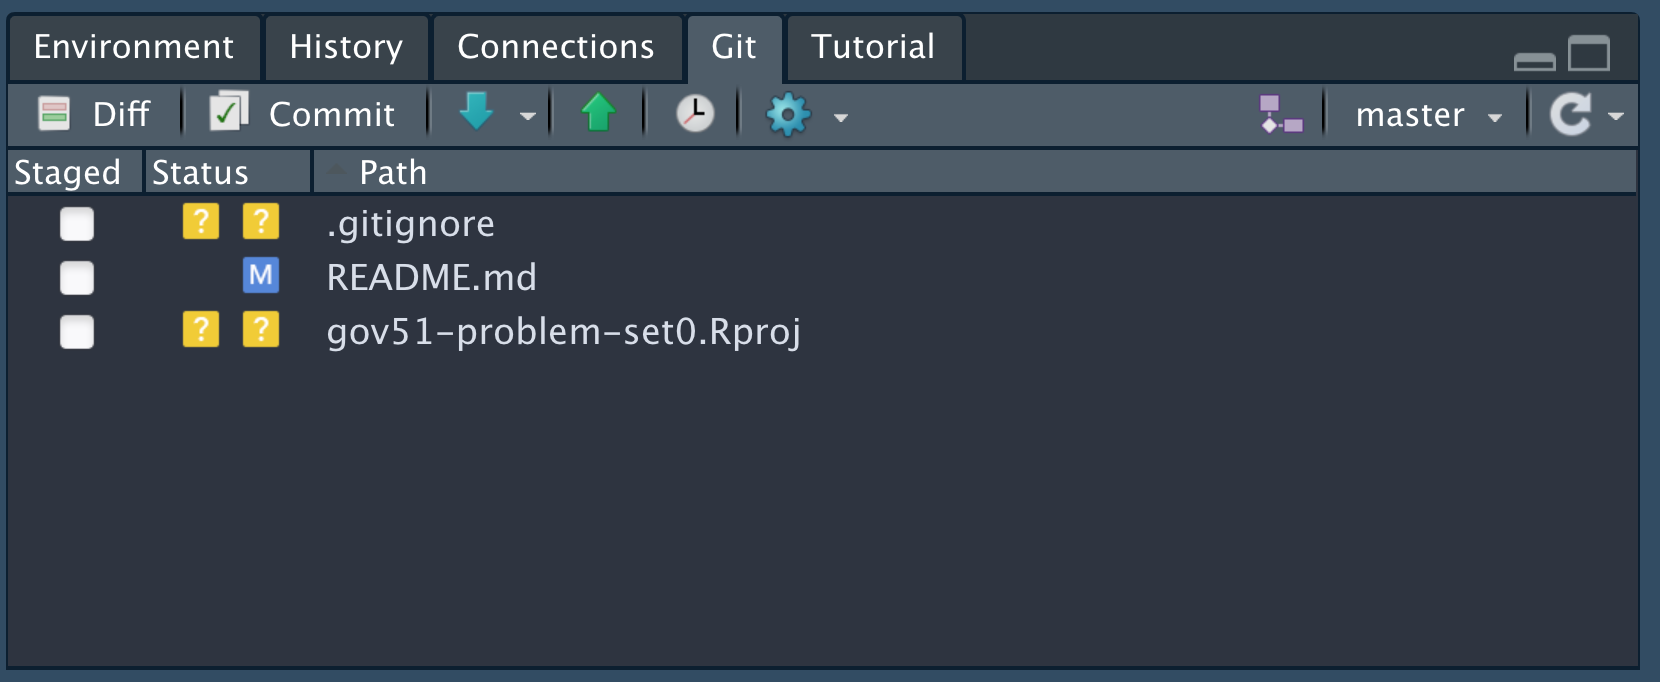 Environment History Connections Git Tutorial
Diff Commit master
Staged Status Path
? ? .gitignore
M README.md
? ? gov51-problem-set0.Rproj